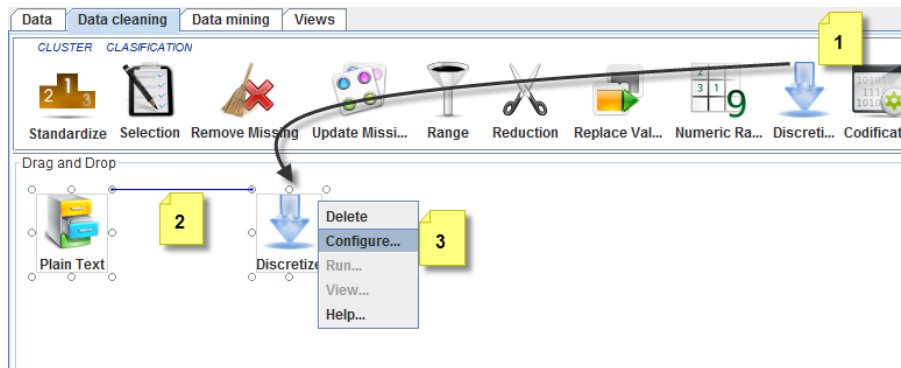 Data Data cleaning Data mining Views
CLUSTER CLASIFICATION
1
Standardize Selection Remove Missing Update Missi... Range Reduction Replace Val... Numeric Ra... Discreti... Codificat
Drag and Drop
2
Plain Text
Discretize
Delete
Configure...
3
Run...
View...
Help...